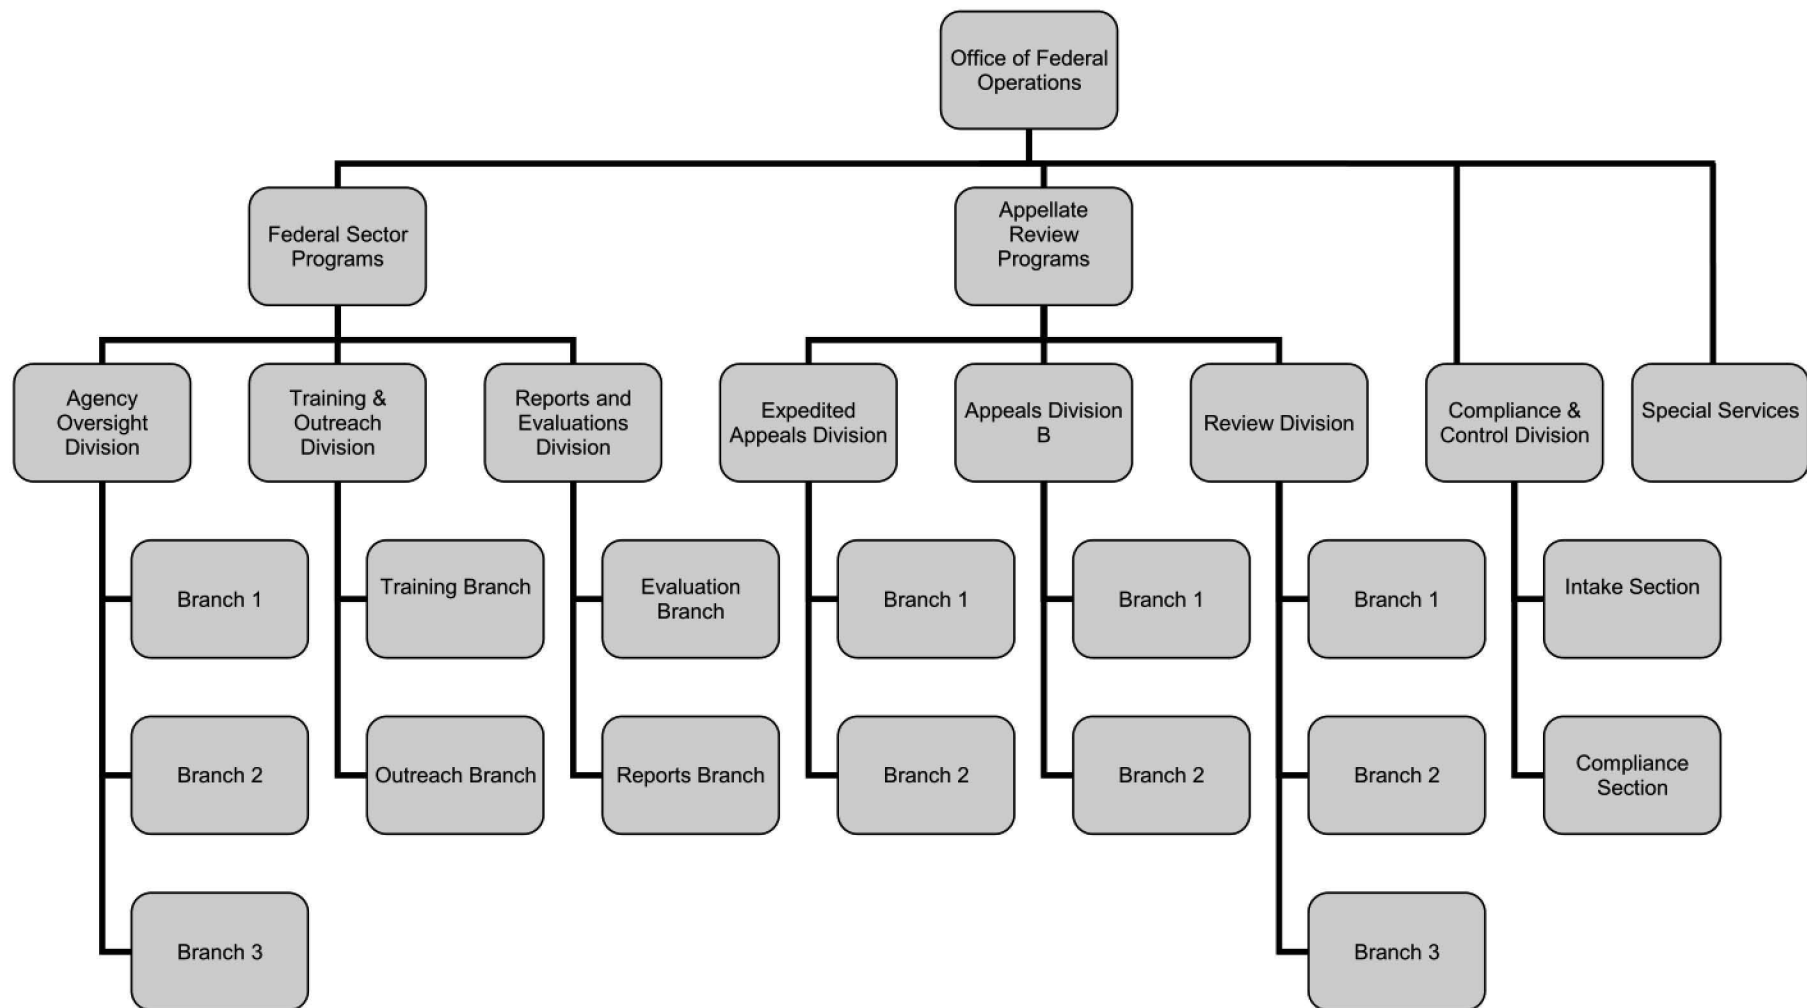 Office of Federal
Operations
Federal Sector
Programs
Appellate
Review
Programs
Agency
Oversight
Division
Training &
Outreach
Division
Reports and
Evaluations
Division
Expedited
Appeals Division
Appeals Division
B
Review Division
Compliance &
Control Division
Special Services
Branch 1
Training Branch
Evaluation
Branch
Branch 1
Branch 1
Branch 1
Intake Section
Branch 2
Outreach Branch
Reports Branch
Branch 2
Branch 2
Branch 2
Compliance
Section
Branch 3
Branch 3